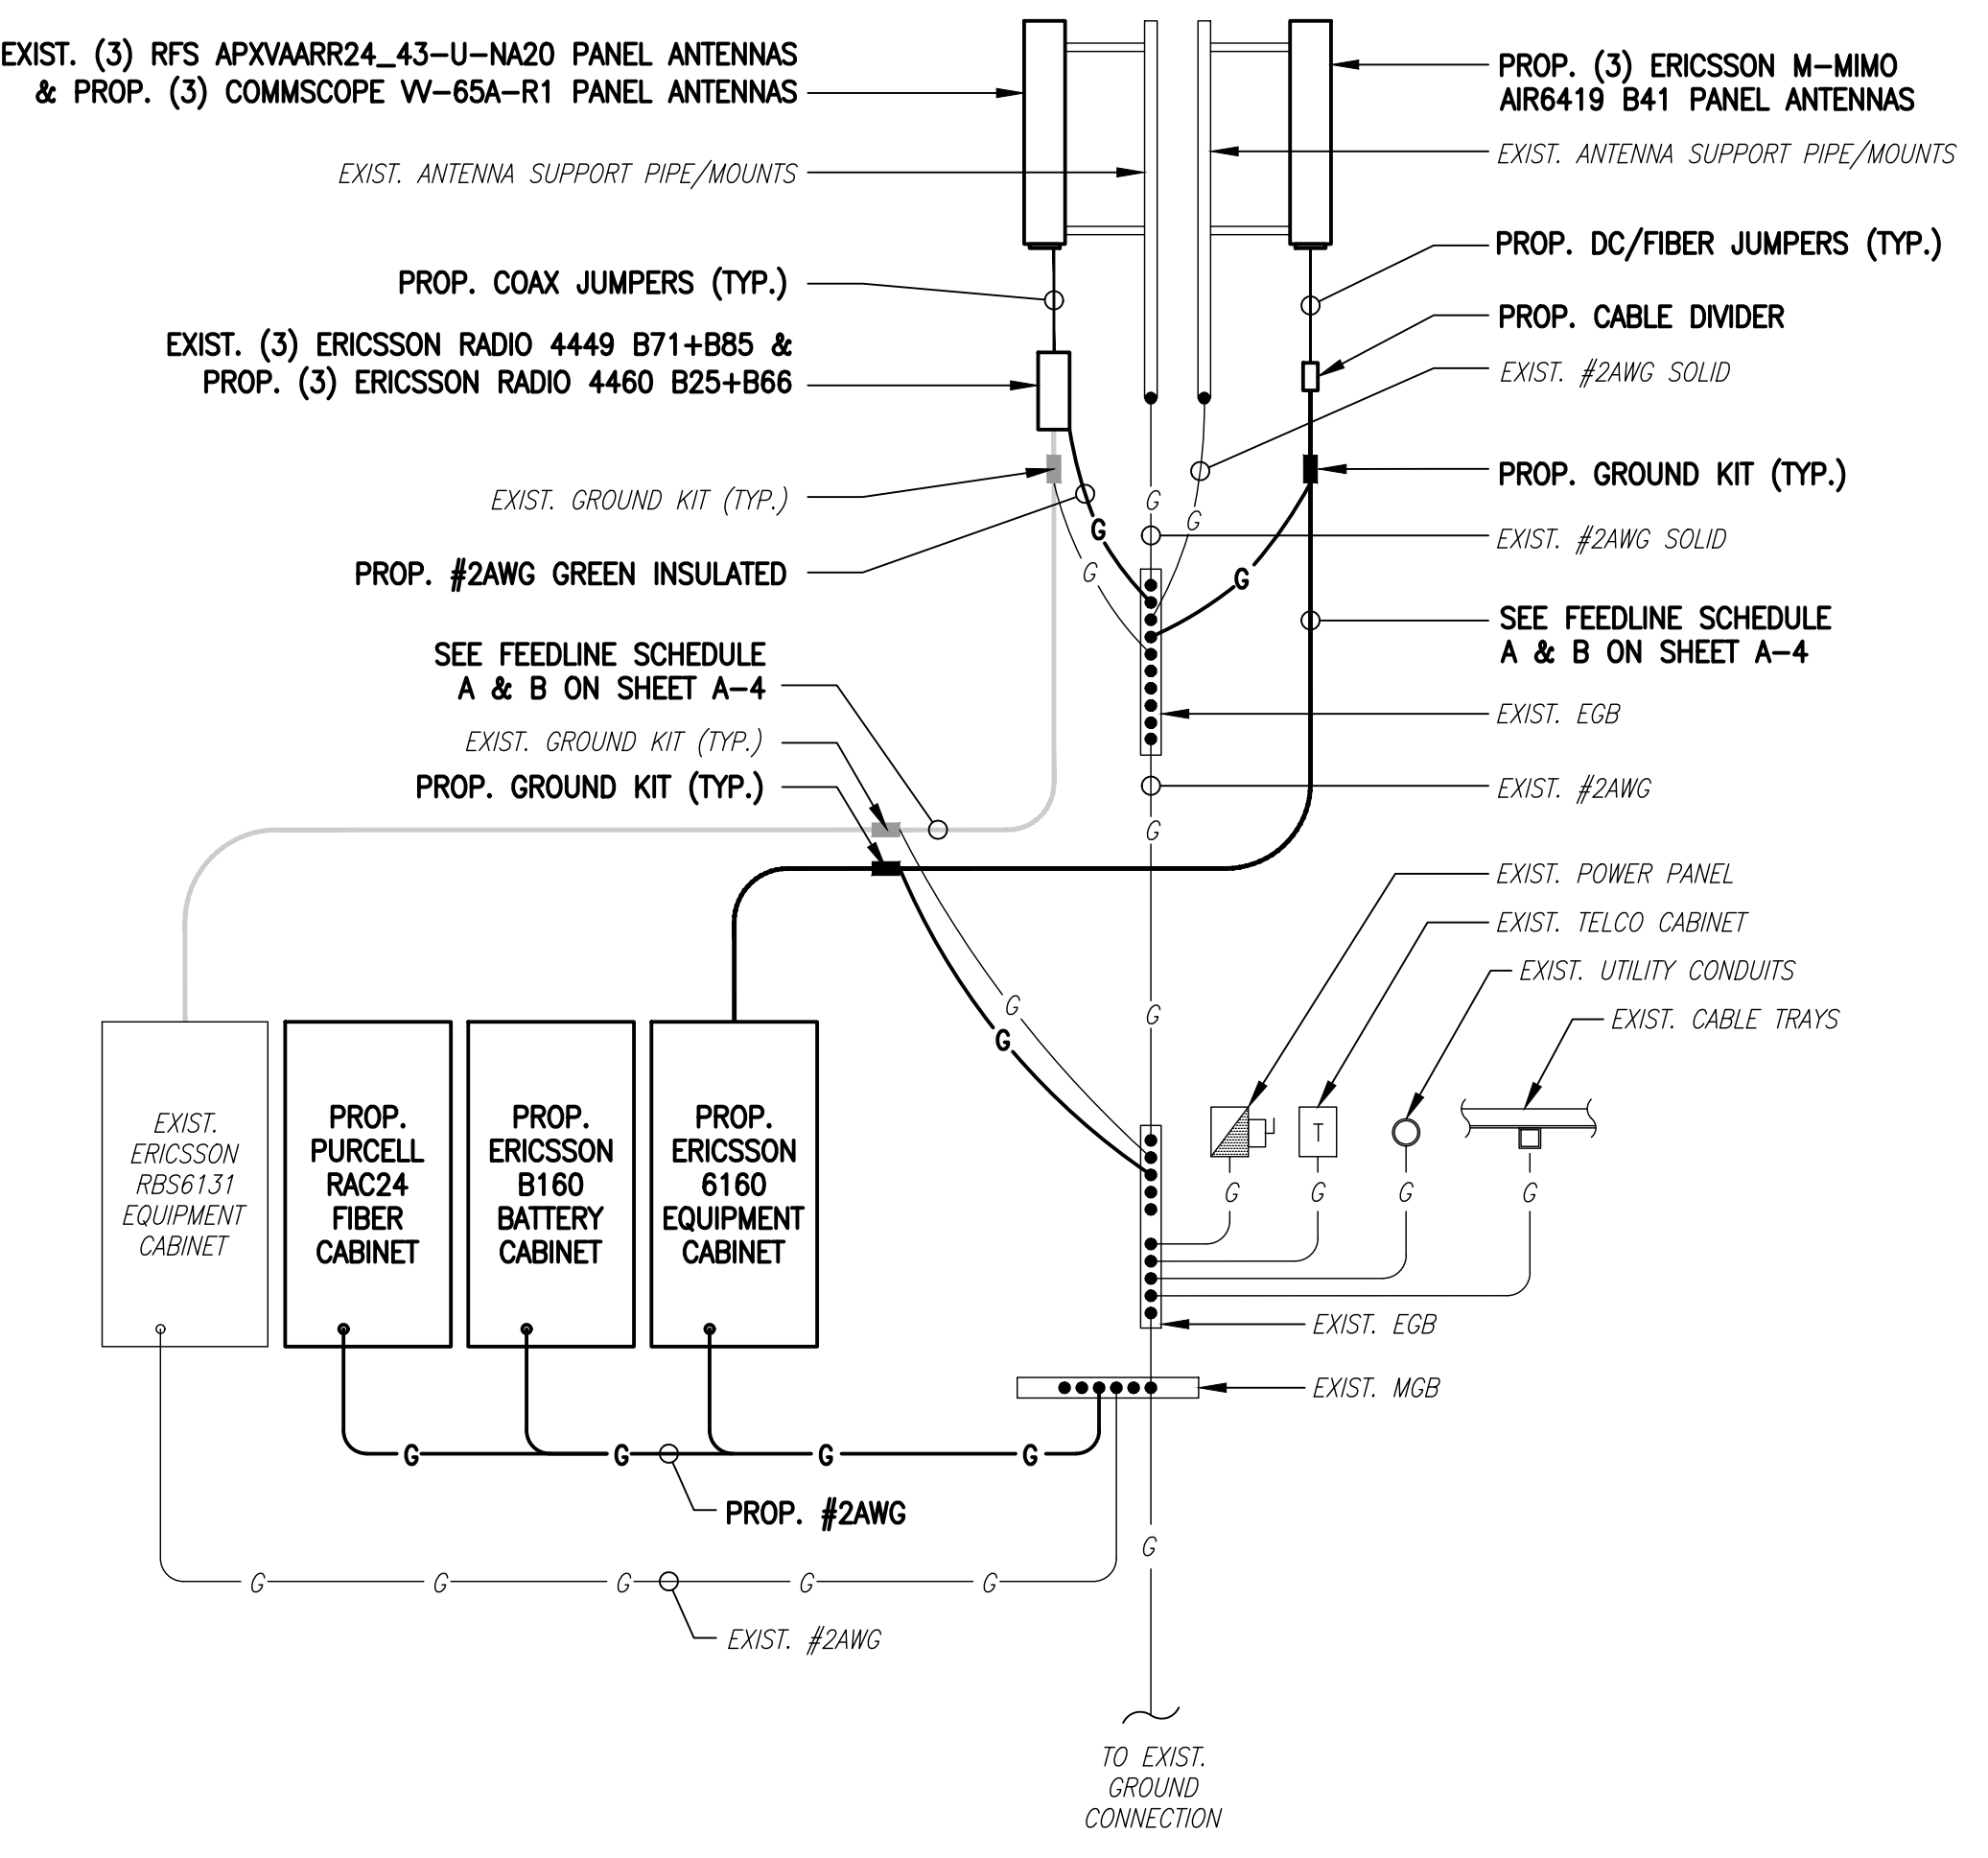 EXIST. (3) RFS APXVAARR24_43-U-NA20 PANEL ANTENNAS
& PROP. (3) COMMSCOPE VV-65A-R1 PANEL ANTENNAS
EXIST. ANTENNA SUPPORT PIPE/MOUNTS
PROP. COAX JUMPERS (TYP.)
EXIST. (3) ERICSSON RADIO 4449 B71+B85 &
PROP. (3) ERICSSON RADIO 4460 B25+B66
EXIST. GROUND KIT (TYP.)
PROP. #2AWG GREEN INSULATED
SEE FEEDLINE SCHEDULE
A & B ON SHEET A-4
EXIST. GROUND KIT (TYP.)
PROP. GROUND KIT (TYP.)
PROP. (3) ERICSSON M-MIMO
AIR6419 B41 PANEL ANTENNAS
EXIST. ANTENNA SUPPORT PIPE/MOUNTS
PROP. DC/FIBER JUMPERS (TYP.)
PROP. CABLE DIVIDER
EXIST. #2AWG SOLID
PROP. GROUND KIT (TYP.)
EXIST. #2AWG SOLID
SEE FEEDLINE SCHEDULE
A & B ON SHEET A-4
EXIST. EGB
EXIST. #2AWG
EXIST. POWER PANEL
EXIST. TELCO CABINET
EXIST. UTILITY CONDUITS
EXIST. CABLE TRAYS
G
G
G
G
G
G
G
G
G
T
G
G
G
G
EXIST.
ERICSSON
RBS6131
EQUIPMENT
CABINET
PROP.
PURCELL
RAC24
FIBER
CABINET
PROP.
ERICSSON
B160
BATTERY
CABINET
PROP.
ERICSSON
6160
EQUIPMENT
CABINET
EXIST. EGB
EXIST. MGB
G
G
G
G
PROP. #2AWG
G
G
G
G
G
G
EXIST. #2AWG
TO EXIST.
GROUND
CONNECTION